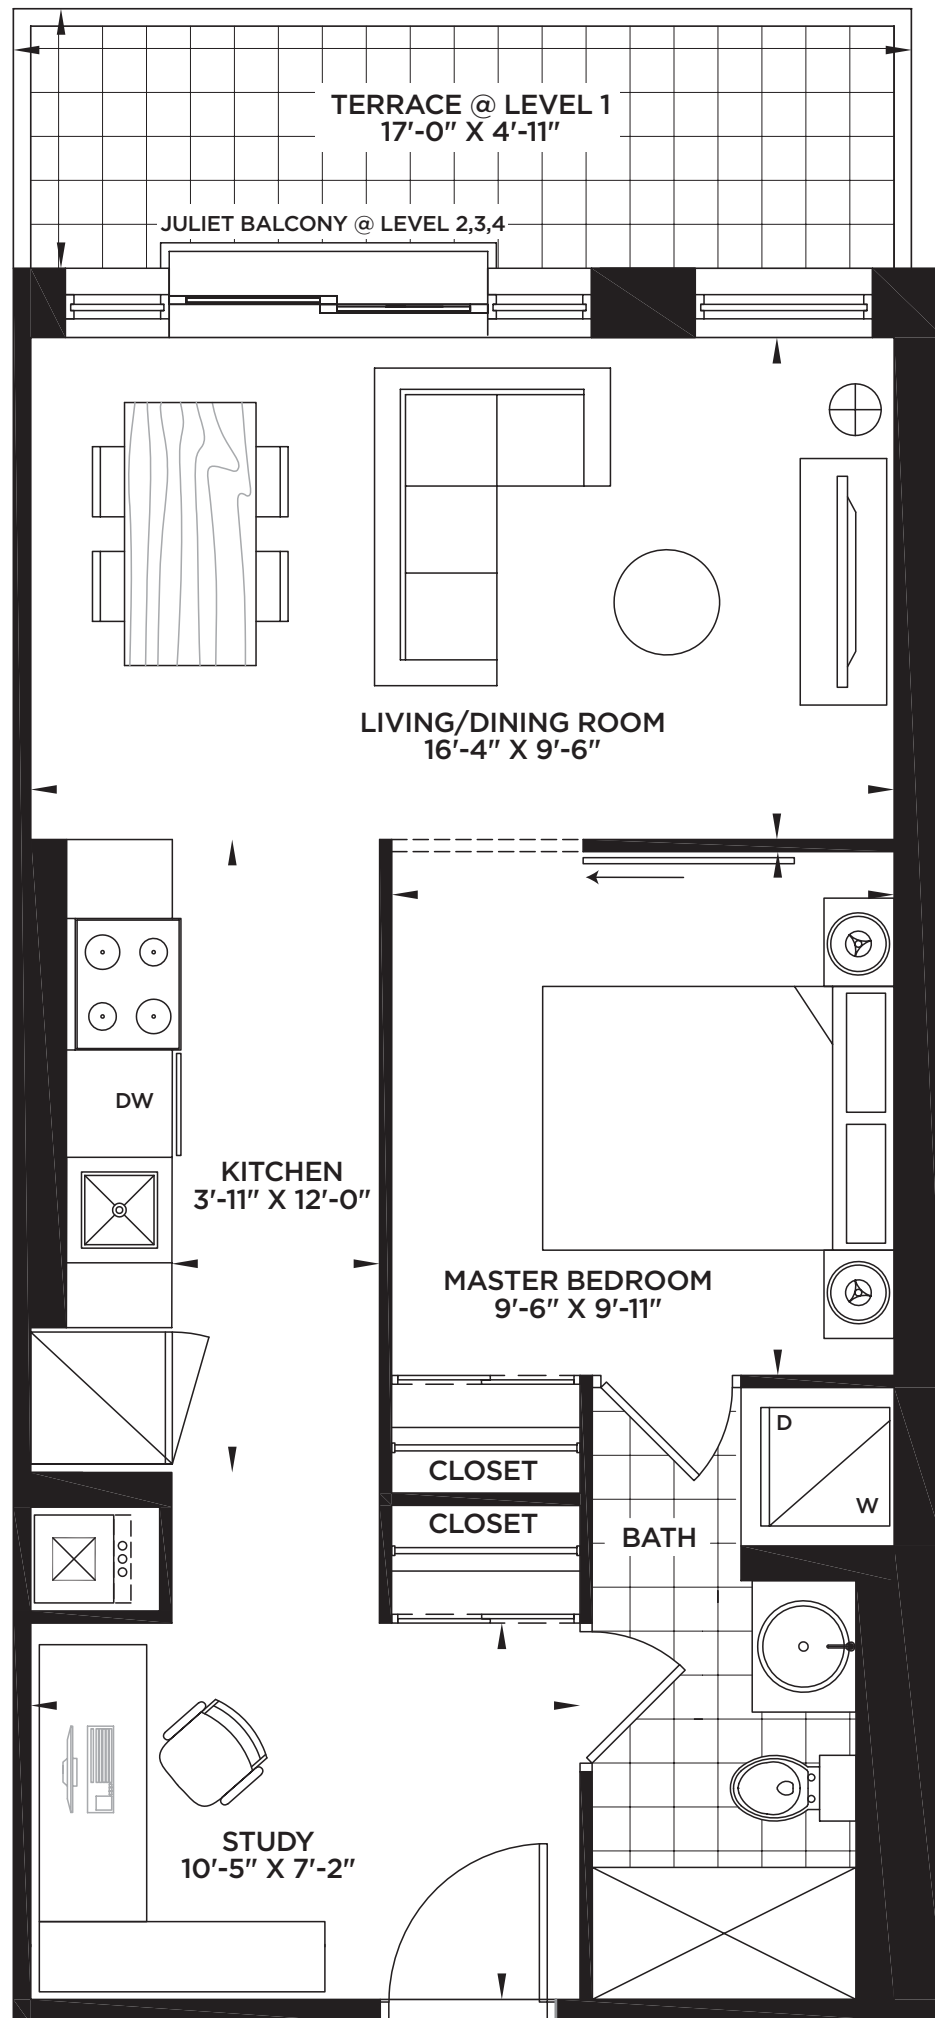 TERRACE @ LEVEL 1
17'-0" X 4'-11"
JULIET BALCONY @ LEVEL 2,3,4
LIVING/DINING ROOM
16'-4" X 9'-6"
DW
KITCHEN
3'-11" X 12'-0"
MASTER BEDROOM
9'-6" X 9'-11"
D
W
CLOSET
CLOSET
BATH
STUDY
10'-5" X 7'-2"